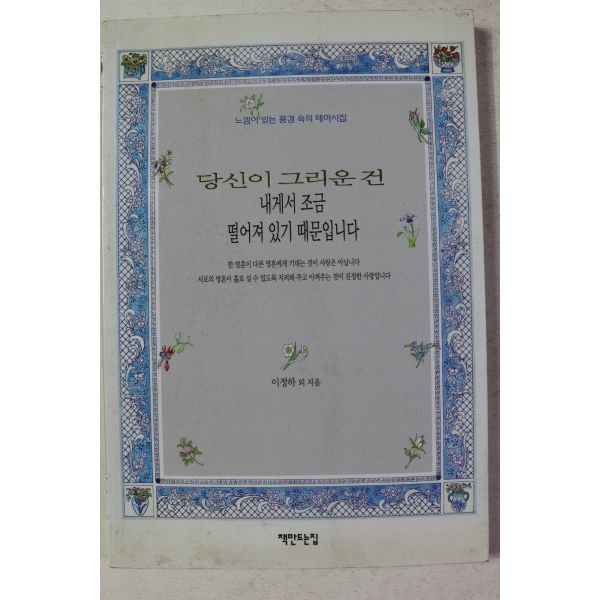 느낌이 있는 풍경 속의 테마시집
당신이 그리운 건
내게서 조금
떨어져 있기 때문입니다
한 영혼이 다른 영혼에게 기대는 것이 사랑은 아닙니다
서로의 영혼이 홀로 설 수 있도록 지켜봐 주고 아껴주는 것이 진정한 사랑입니다
이정하 외 지음
책만드는집